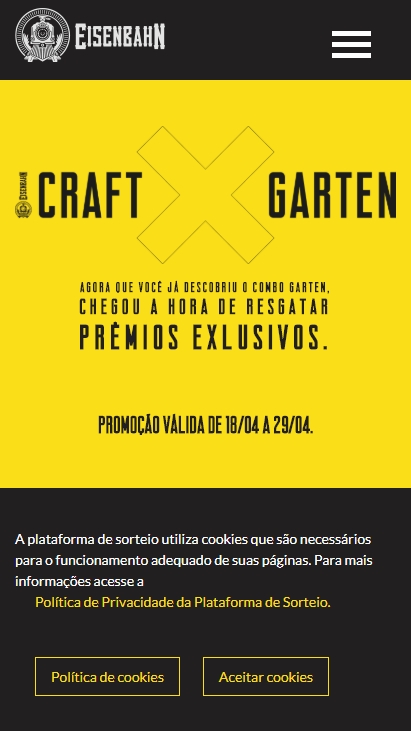 EISENBAHN
EISENBAHN CRAFT GARTEN
AGORA QUE VOCÊ JÁ DESCOBRIU O COMBO GARTEN,
CHEGOU A HORA DE RESGATAR
PRÊMIOS EXLUSIVOS.
PROMOÇÃO VÁLIDA DE 18/04 A 29/04.
A plataforma de sorteio utiliza cookies que são necessários
para o funcionamento adequado de suas páginas. Para mais
informações acesse a
Política de Privacidade da Plataforma de Sorteio.
Política de cookies
Aceitar cookies